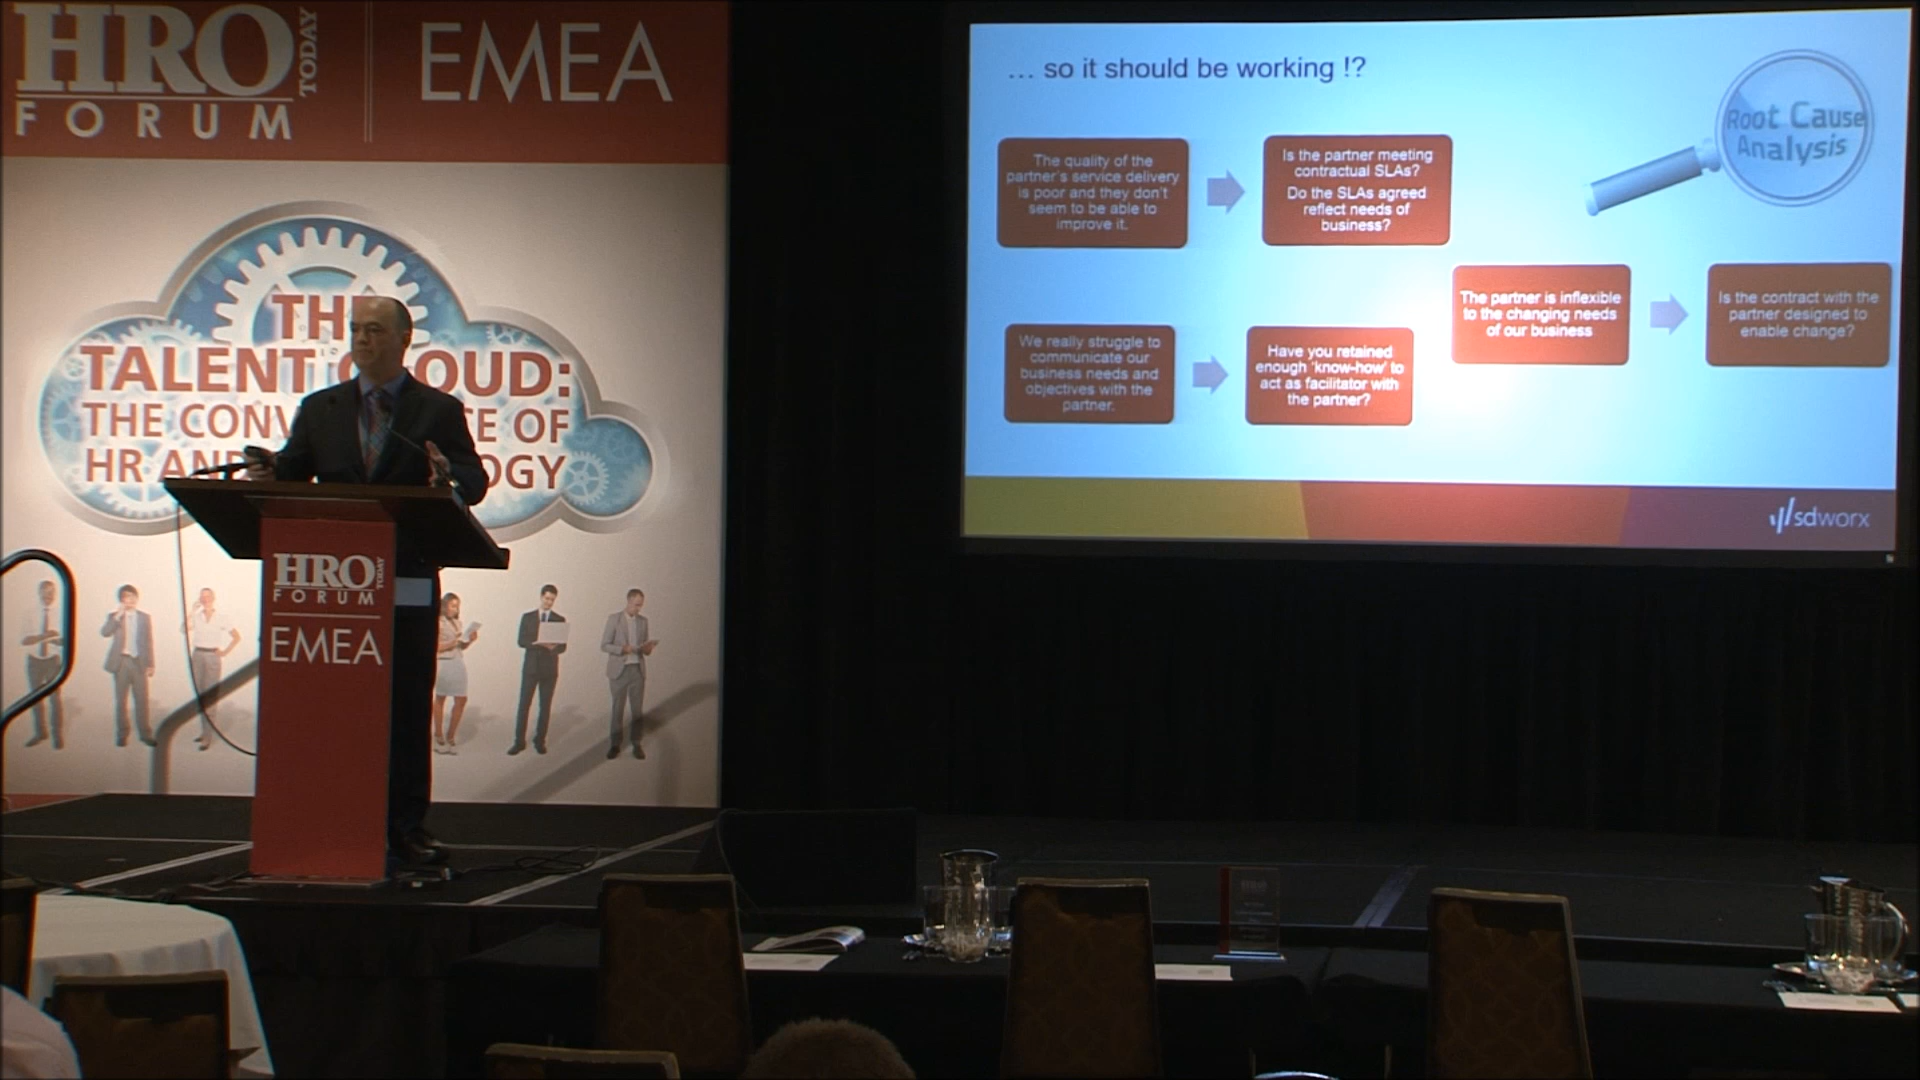 HRO
TODAY
FORUM
EMEA
THE
TALENT CLOUD:
THE CONV CE OF
HR AND OGY
HRO
TODAY
FORUM
EMEA
... so it should be working !?
Root Cause
Analysis
The quality of the
partner's service delivery
is poor and they don't
seem to be able to
improve it.
Is the partner meeting
contractual SLAs?
Do the SLAs agreed
reflect needs of
business?
The partner is inflexible
to the changing needs
of our business
Is the contract with the
partner designed to
enable change?
We really struggle to
communicate our
business needs and
objectives with the
partner.
Have you retained
enough 'know-how' to
act as facilitator with
the partner?
sdworx
HRO